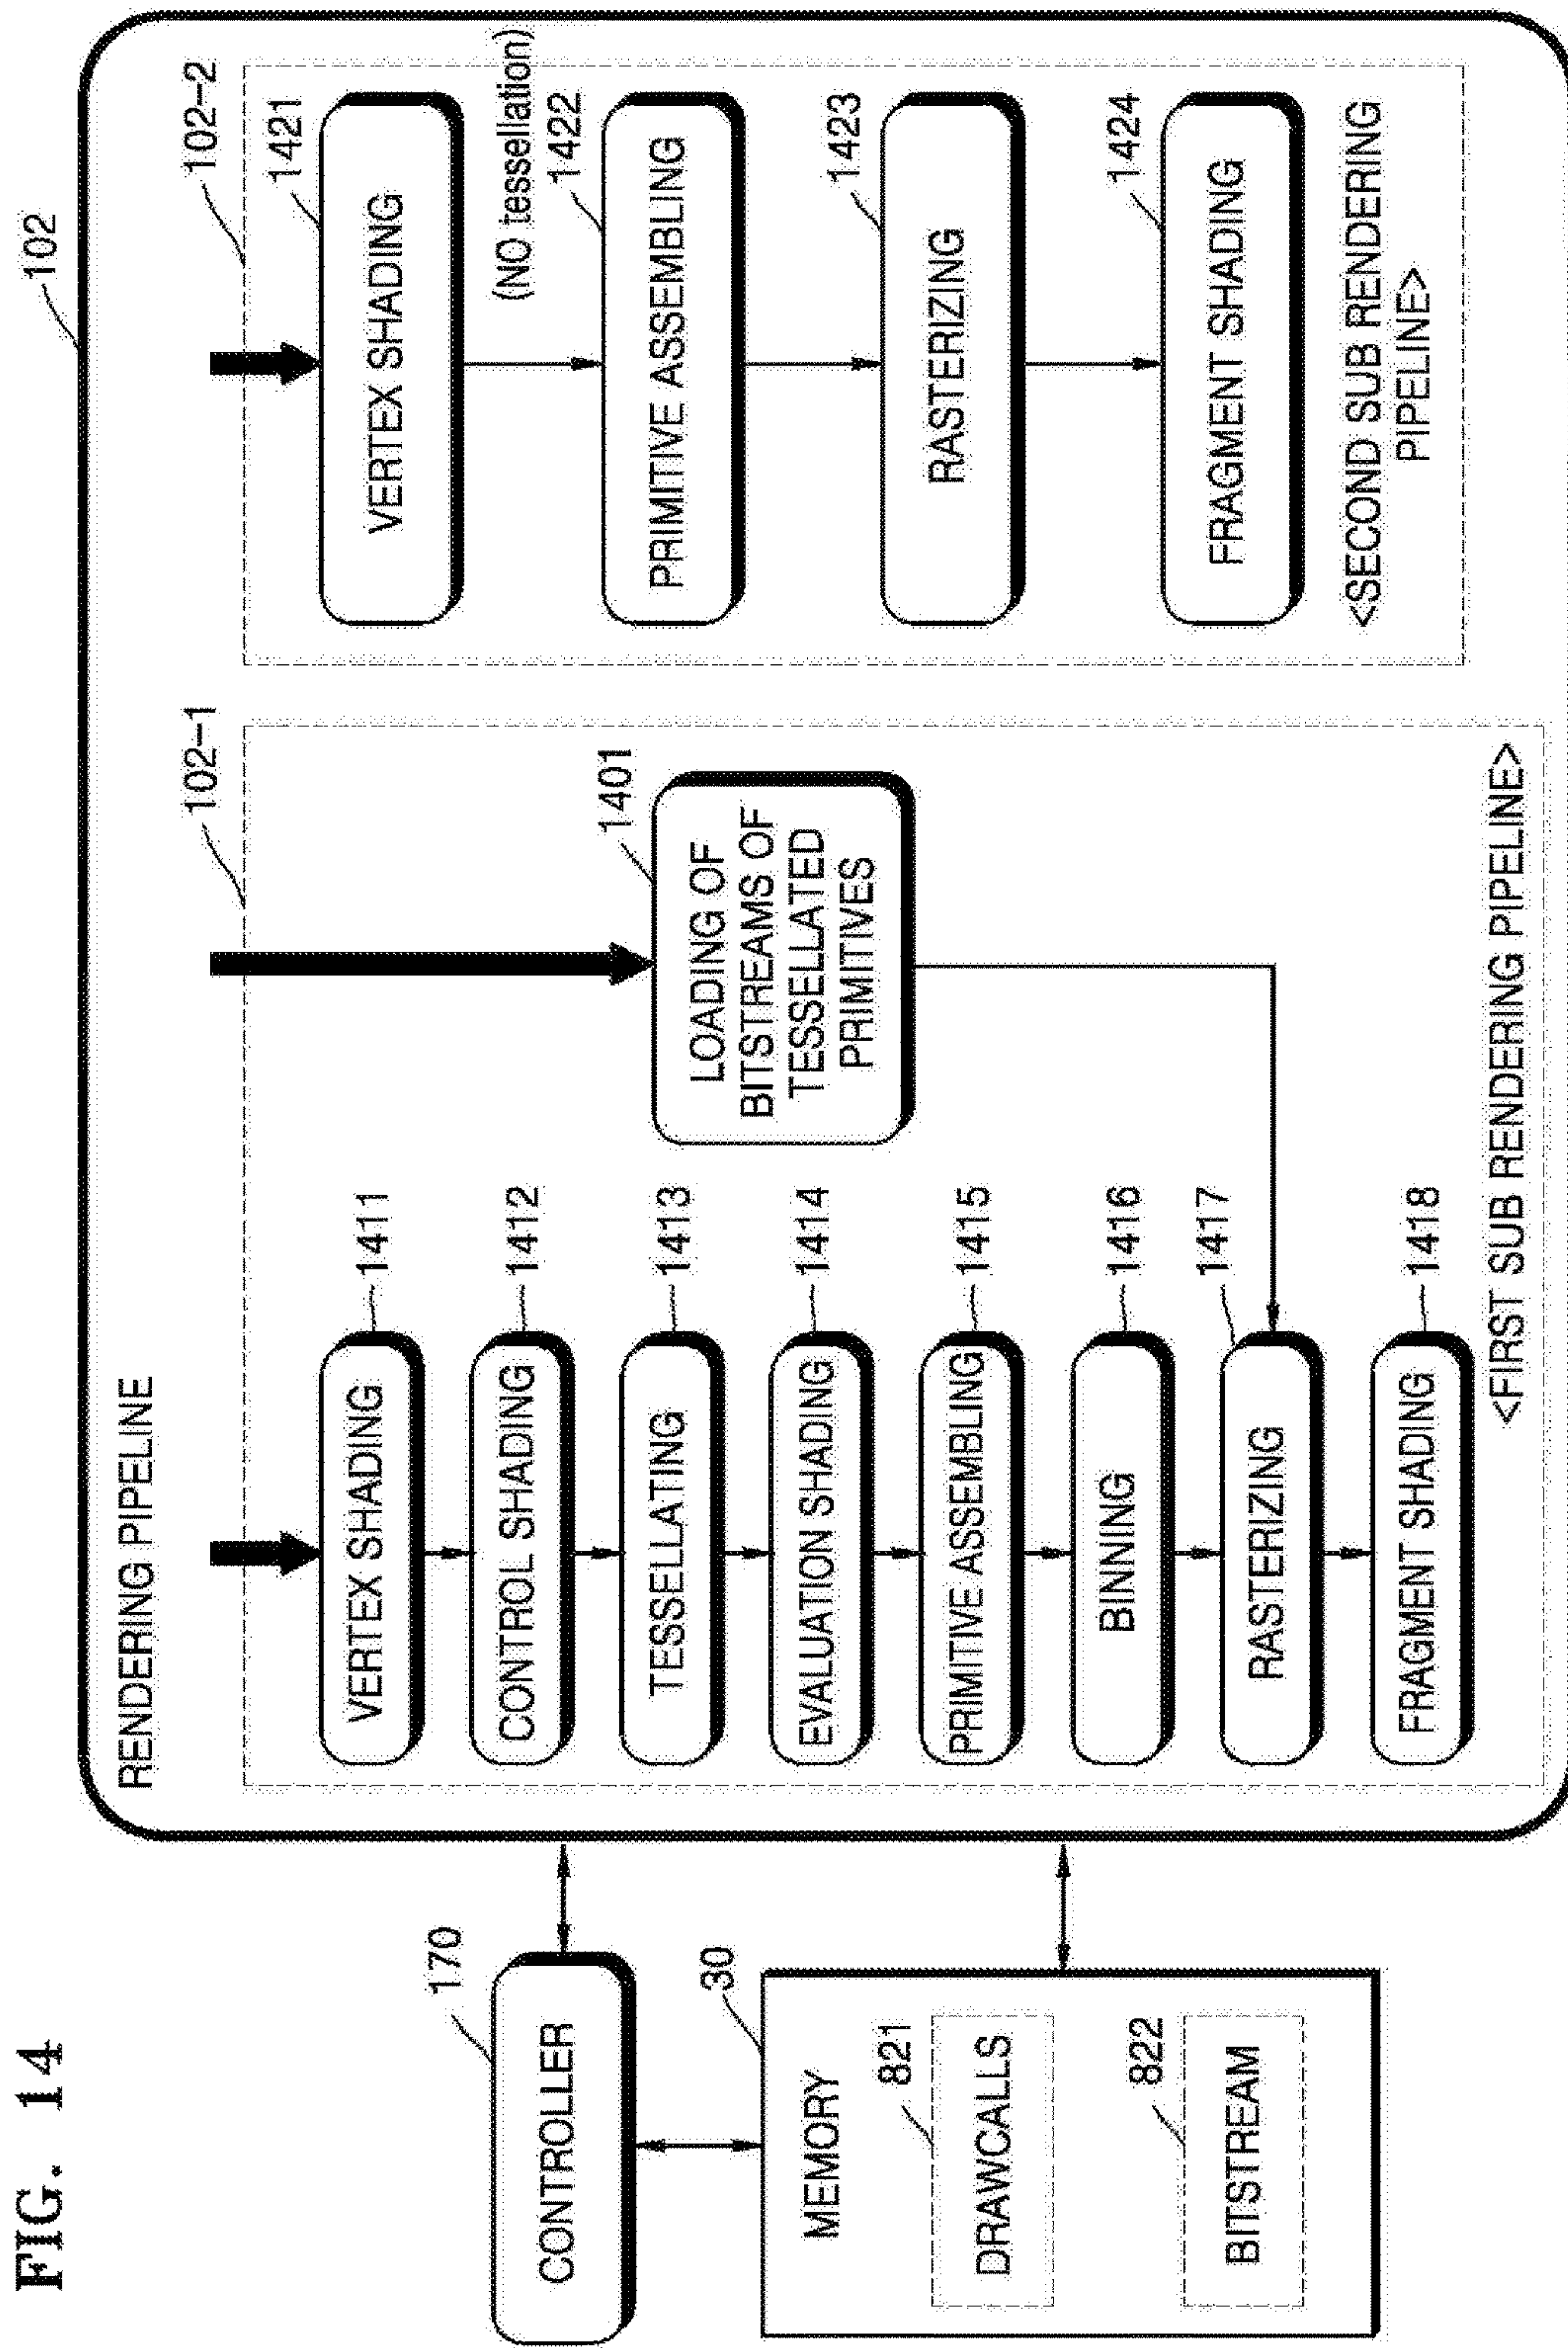 FIG. 14
170
CONTROLLER
30
MEMORY
821
DRAWCALLS
822
BITSTREAM
102
RENDERING PIPELINE
102-1
VERTEX SHADING
1411
CONTROL SHADING
1412
TESSELLATING
1413
EVALUATION SHADING
1414
PRIMITIVE ASSEMBLING
1415
BINNING
1416
RASTERIZING
1417
FRAGMENT SHADING
1418
1401
LOADING OF
BITSTREAMS OF
TESSELLATED
PRIMITIVES
<FIRST SUB RENDERING PIPELINE>
102-2
1421
VERTEX SHADING
(NO tessellation)
1422
PRIMITIVE ASSEMBLING
1423
RASTERIZING
1424
FRAGMENT SHADING
<SECOND SUB RENDERING
PIPELINE>